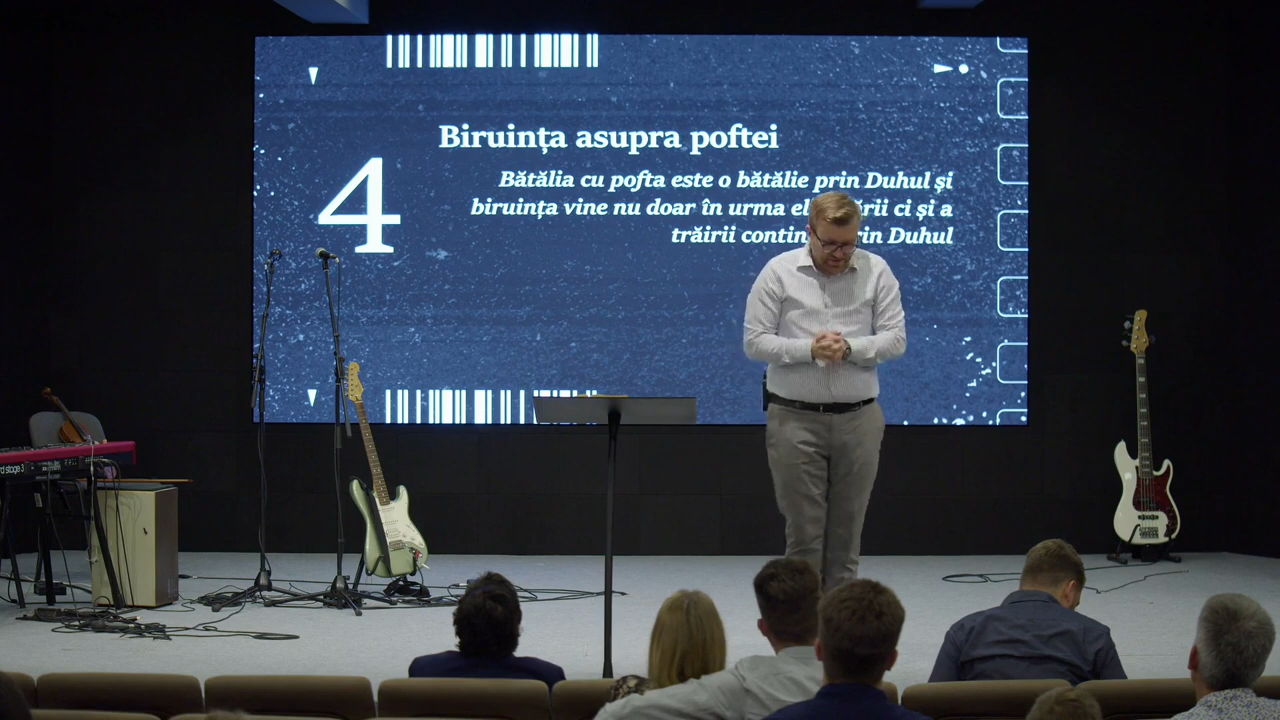 4
Biruința asupra poftei
Bătălia cu pofta este o bătălie prin Duhul și
biruința vine nu doar în urma ci și a
trăirii Duhul
stage 3